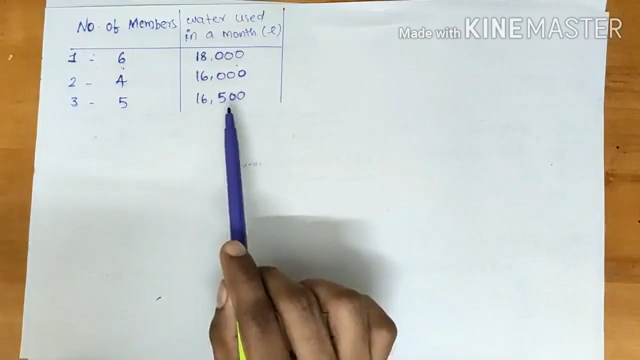 Made with KINEMASTER
No. of Members water used
in a month (l)
1 - 6 18,000
2 - 4 16,000
3 - 5 16,500